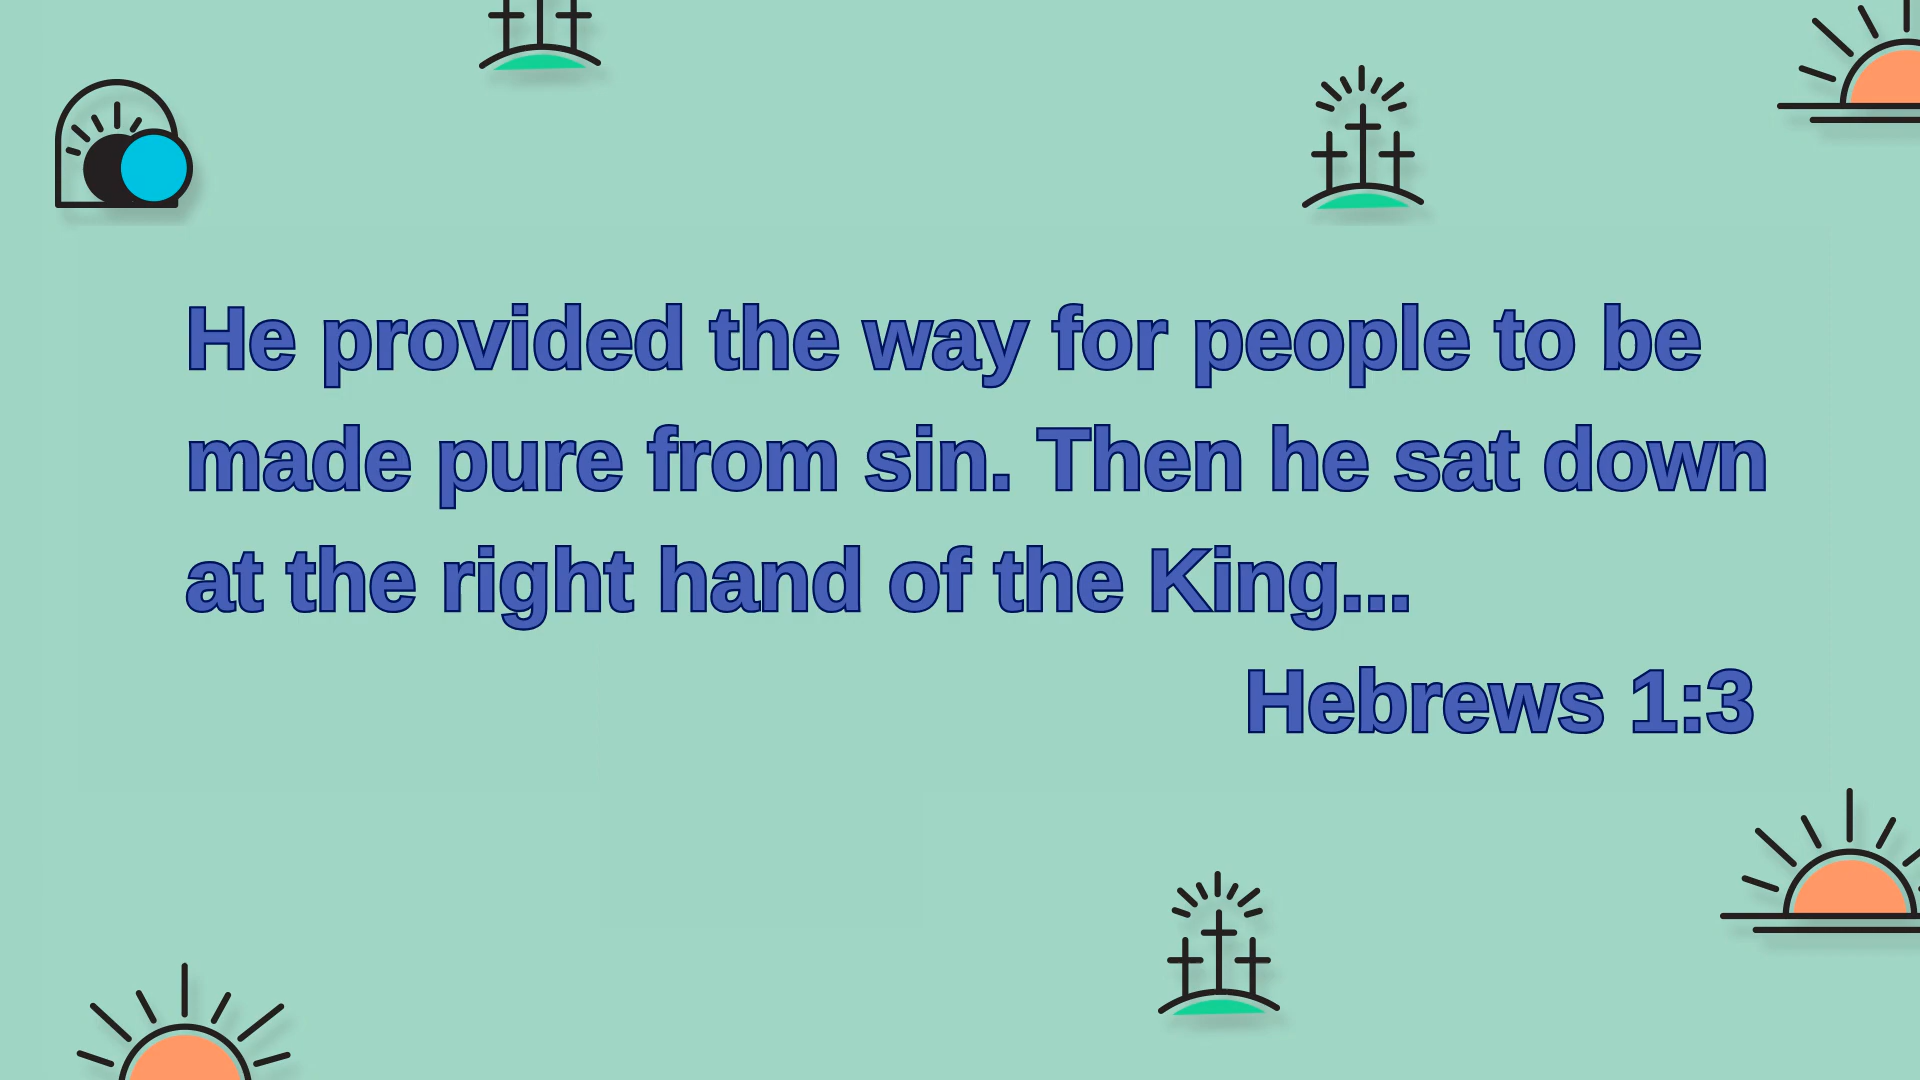 He provided the way for people to be
made pure from sin. Then he sat down
at the right hand of the King...
Hebrews 1:3